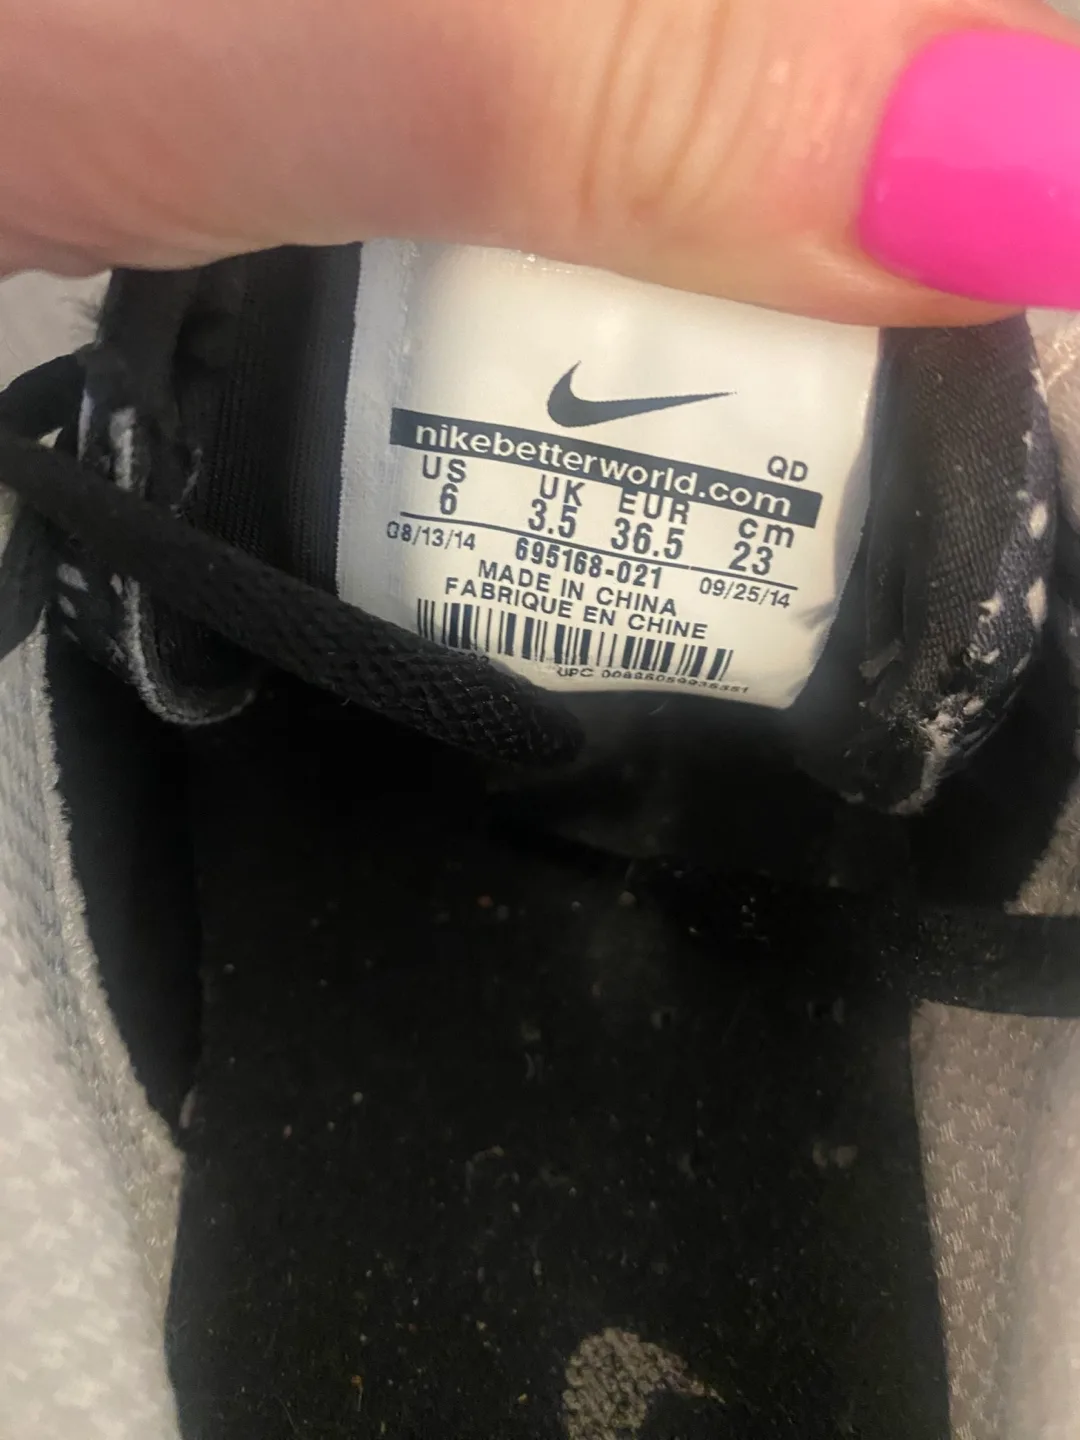 QD
nikebetterworld.com
US UK EUR cm
6 3.5 36.5 23
08/13/14 695168-021 09/25/14
MADE IN CHINA
FABRIQUE EN CHINE
UPC